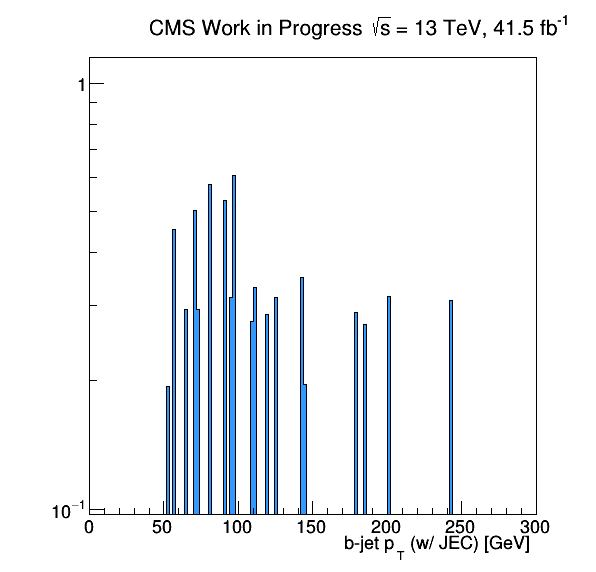 CMS Work in Progress √s = 13 TeV, 41.5 fb⁻¹
1
10⁻¹
0 50 100 150 200 250 300
b-jet p_T (w/ JEC) [GeV]